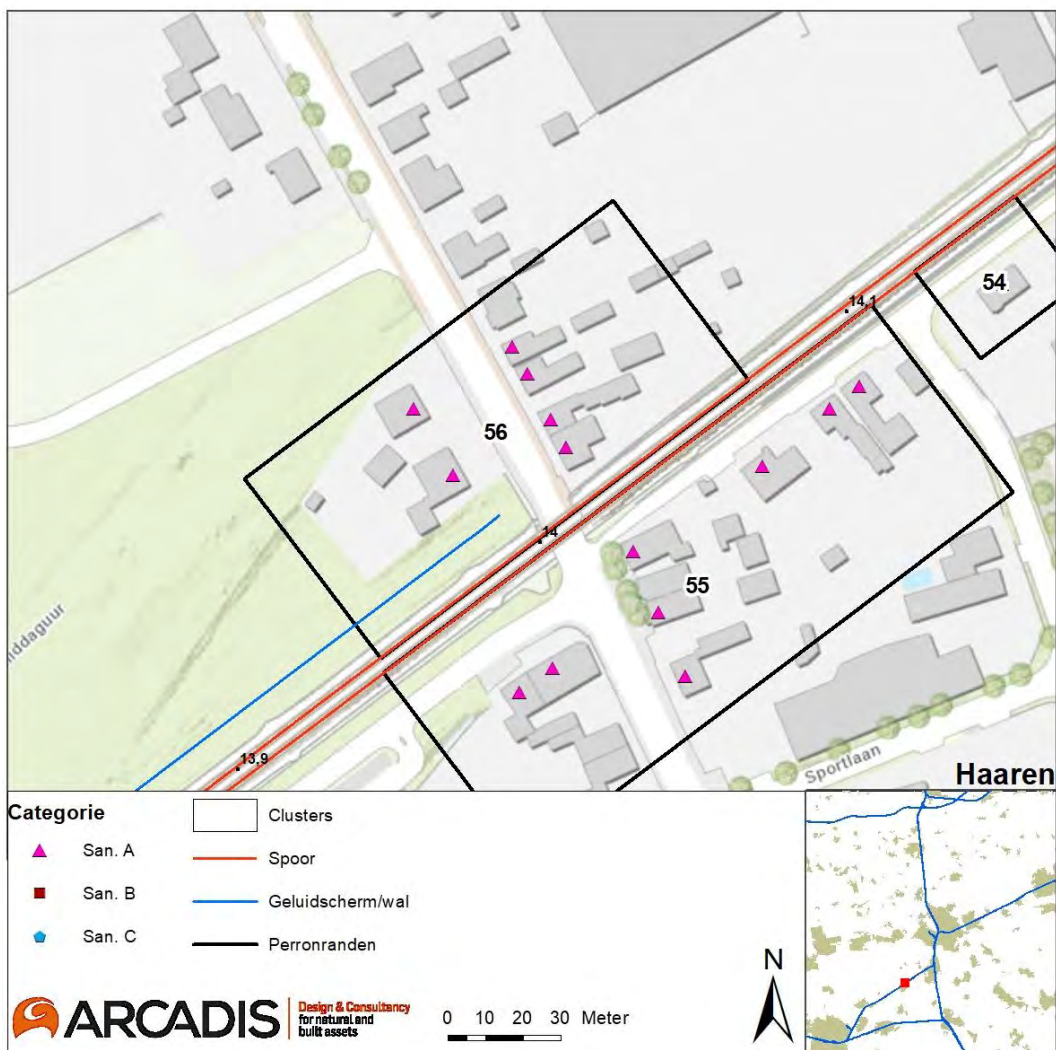 14,1
54
56
14
55
iddaguur
13,9
Sportlaan
Haaren
Categorie
San. A
San. B
San. C
Clusters
Spoor
Geluidscherm/wal
Perronranden
ARCADIS
Design & Consultancy
for natural and
built assets
0 10 20 30 Meter
N